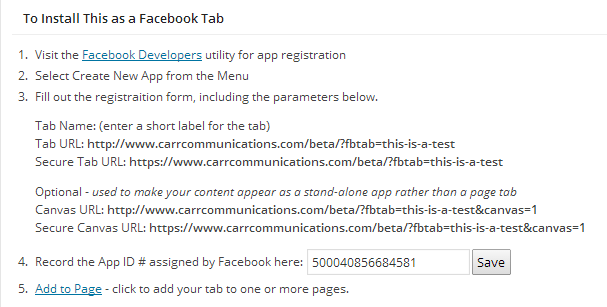 To Install This as a Facebook Tab
1. Visit the Facebook Developers utility for app registration
2. Select Create New App from the Menu
3. Fill out the registraition form, including the parameters below.
Tab Name: (enter a short label for the tab)
Tab URL: http://www.carrcommunications.com/beta/?fbtab=this-is-a-test
Secure Tab URL: https://www.carrcommunications.com/beta/?fbtab=this-is-a-test
Optional - used to make your content appear as a stand-alone app rather than a page tab
Canvas URL: http://www.carrcommunications.com/beta/?fbtab=this-is-a-test&canvas=1
Secure Canvas URL: https://www.carrcommunications.com/beta/?fbtab=this-is-a-test&canvas=1
4. Record the App ID # assigned by Facebook here: 500040856684581 Save
5. Add to Page - click to add your tab to one or more pages.